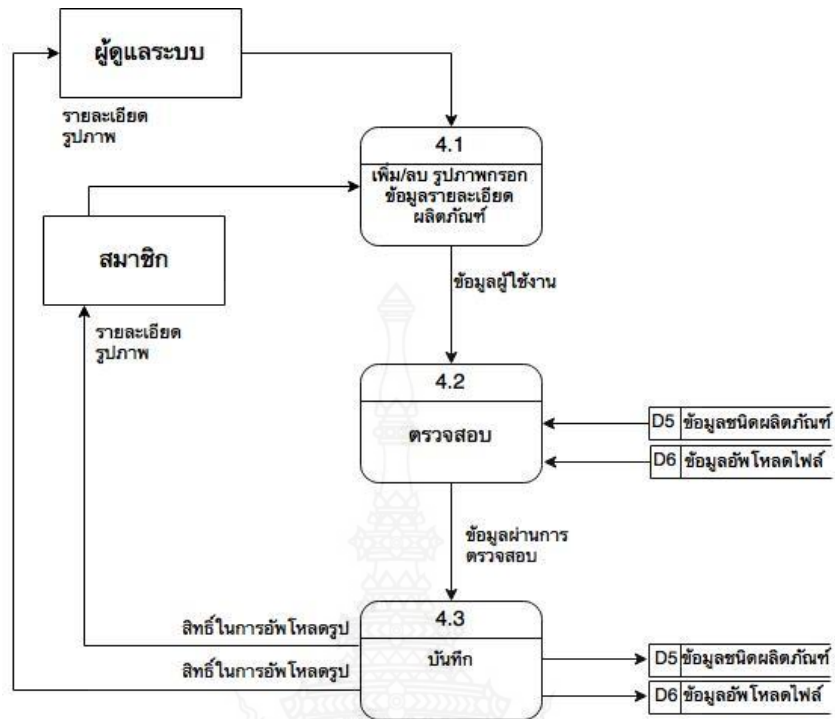 ผู้ดูแลระบบ
รายละเอียด
รูปภาพ
4.1
เพิ่ม/ลบ รูปภาพกรอก
ข้อมูลรายละเอียด
ผลิตภัณฑ์
สมาชิก
ข้อมูลผู้ใช้งาน
รายละเอียด
รูปภาพ
4.2
ตรวจสอบ
D5 ข้อมูลชนิดผลิตภัณฑ์
D6 ข้อมูลอัพโหลดไฟล์
ข้อมูลผ่านการ
ตรวจสอบ
4.3
บันทึก
สิทธิ์ในการอัพโหลดรูป
สิทธิ์ในการอัพโหลดรูป
D5 ข้อมูลชนิดผลิตภัณฑ์
D6 ข้อมูลอัพโหลดไฟล์